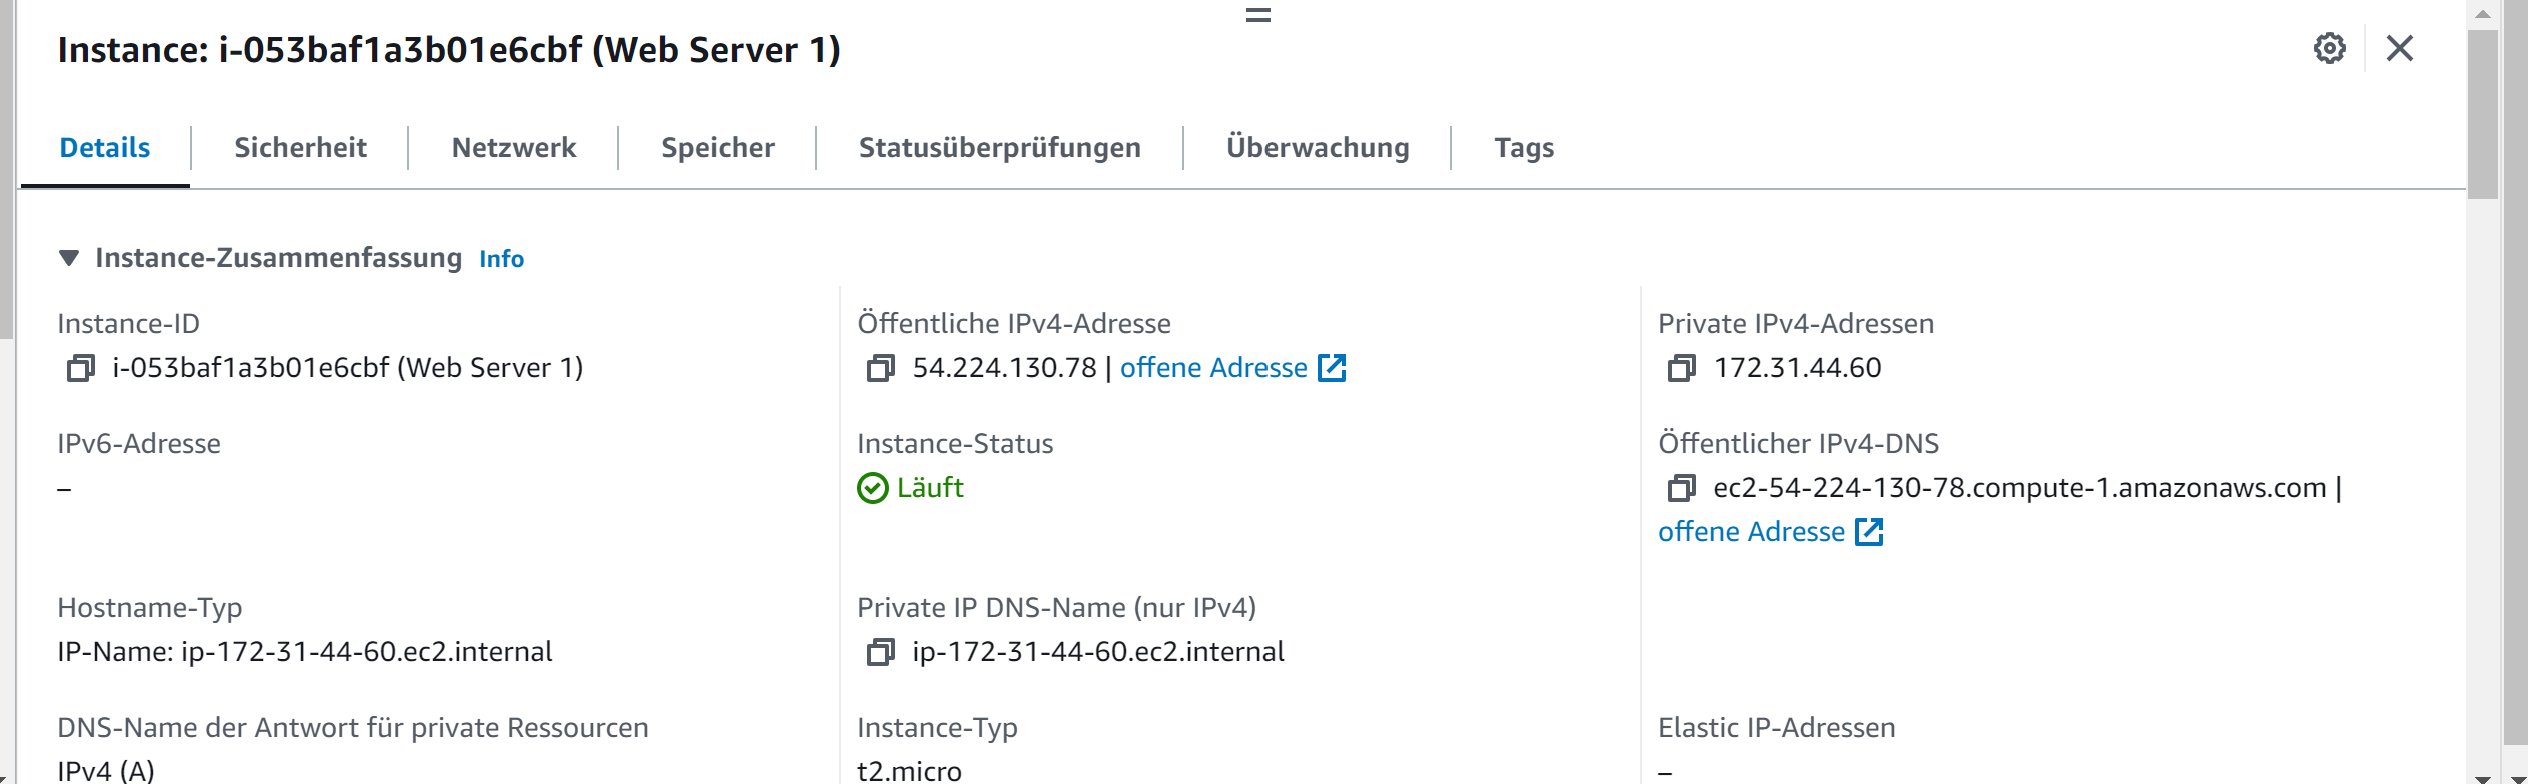 Instance: i-053baf1a3b01e6cbf (Web Server 1)
Details
Sicherheit
Netzwerk
Speicher
Statusüberprüfungen
Überwachung
Tags
Instance-Zusammenfassung Info
Instance-ID
i-053baf1a3b01e6cbf (Web Server 1)
Öffentliche IPv4-Adresse
54.224.130.78 | offene Adresse
Private IPv4-Adressen
172.31.44.60
IPv6-Adresse
–
Instance-Status
Läuft
Öffentlicher IPv4-DNS
ec2-54-224-130-78.compute-1.amazonaws.com |
offene Adresse
Hostname-Typ
IP-Name: ip-172-31-44-60.ec2.internal
Private IP DNS-Name (nur IPv4)
ip-172-31-44-60.ec2.internal
DNS-Name der Antwort für private Ressourcen
IPv4 (A)
Instance-Typ
t2.micro
Elastic IP-Adressen
–